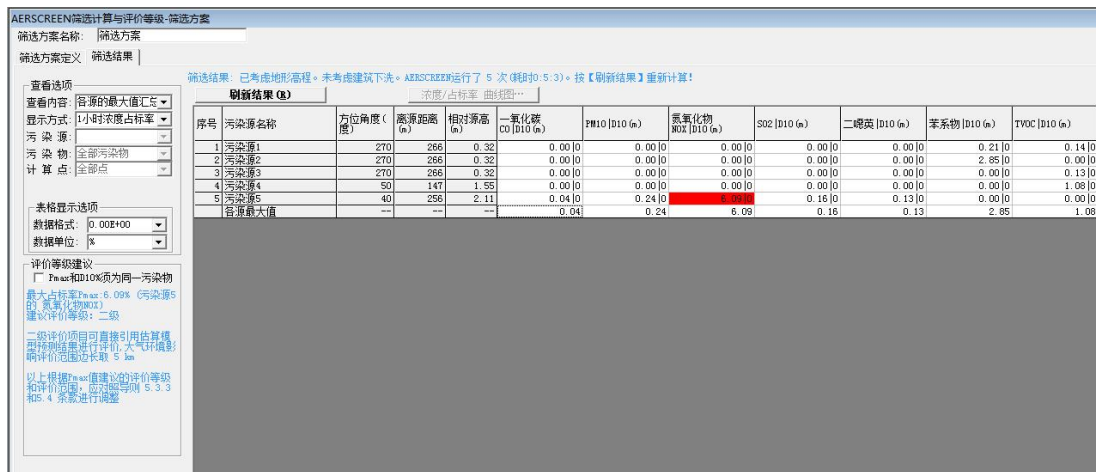 AERSCREEN筛选计算与评价等级-筛选方案
筛选方案名称: 筛选方案
筛选方案定义 筛选结果
查看选项
查看内容: 各源的最大值汇总
显示方式: 1小时浓度占标率
污 染 源:
污 染 物: 全部污染物
计 算 点: 全部点
表格显示选项
数据格式: 0.00E+00
数据单位: %
评价等级建议
Pmax和D10%须为同一污染物
最大占标率Pmax:6.09% (污染源5
的 氮氧化物NOX)
建议评价等级: 二级
二级评价项目可直接引用估算模
型预测结果进行评价,大气环境影
响评价范围边长取 5 km
以上根据Pmax值建议的评价等级
和评价范围, 应对照导则 5.3.3
和5.4 条款进行调整
筛选结果: 已考虑地形高程。未考虑建筑下洗。AERSCREEN运行了 5 次(耗时0:5:3)。按【刷新结果】重新计算!
刷新结果(R) 浓度/占标率 曲线图…
序号 污染源名称 方位角度(度) 离源距离(m) 相对源高(m) 一氧化碳CO|D10(m) PM10|D10(m) 氮氧化物NOX|D10(m) SO2|D10(m) 二噁英|D10(m) 苯系物|D10(m) TVOC|D10(m)
1 污染源1 270 266 0.32 0.00|0 0.00|0 0.00|0 0.00|0 0.00|0 0.21|0 0.14|0
2 污染源2 270 266 0.32 0.00|0 0.00|0 0.00|0 0.00|0 0.00|0 2.85|0 0.00|0
3 污染源3 270 266 0.32 0.00|0 0.00|0 0.00|0 0.00|0 0.00|0 0.00|0 0.13|0
4 污染源4 50 147 1.55 0.00|0 0.00|0 0.00|0 0.00|0 0.00|0 0.00|0 1.08|0
5 污染源5 40 256 2.11 0.04|0 0.24|0 6.09|0 0.16|0 0.13|0 0.00|0 0.00|0
各源最大值 -- -- -- 0.04 0.24 6.09 0.16 0.13 2.85 1.08